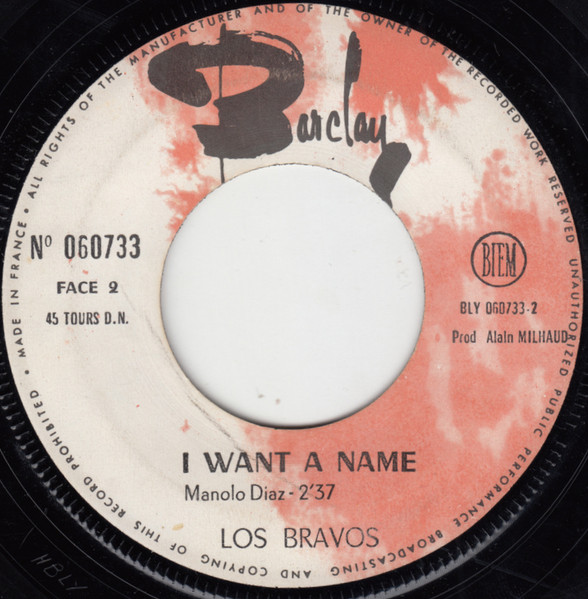 Barclay
ALL RIGHTS OF THE MANUFACTURER AND OF THE OWNER OF THE RECORDED WORK RESERVED
UNAUTHORIZED PUBLIC PERFORMANCE BROADCASTING AND COPYING OF THIS RECORD PROHIBITED • MADE IN FRANCE •
Nº 060733
FACE 2
45 TOURS D.N.
BIEM
BLY 060733-2
Prod Alain MILHAUD
I WANT A NAME
Manolo Diaz - 2'37
LOS BRAVOS